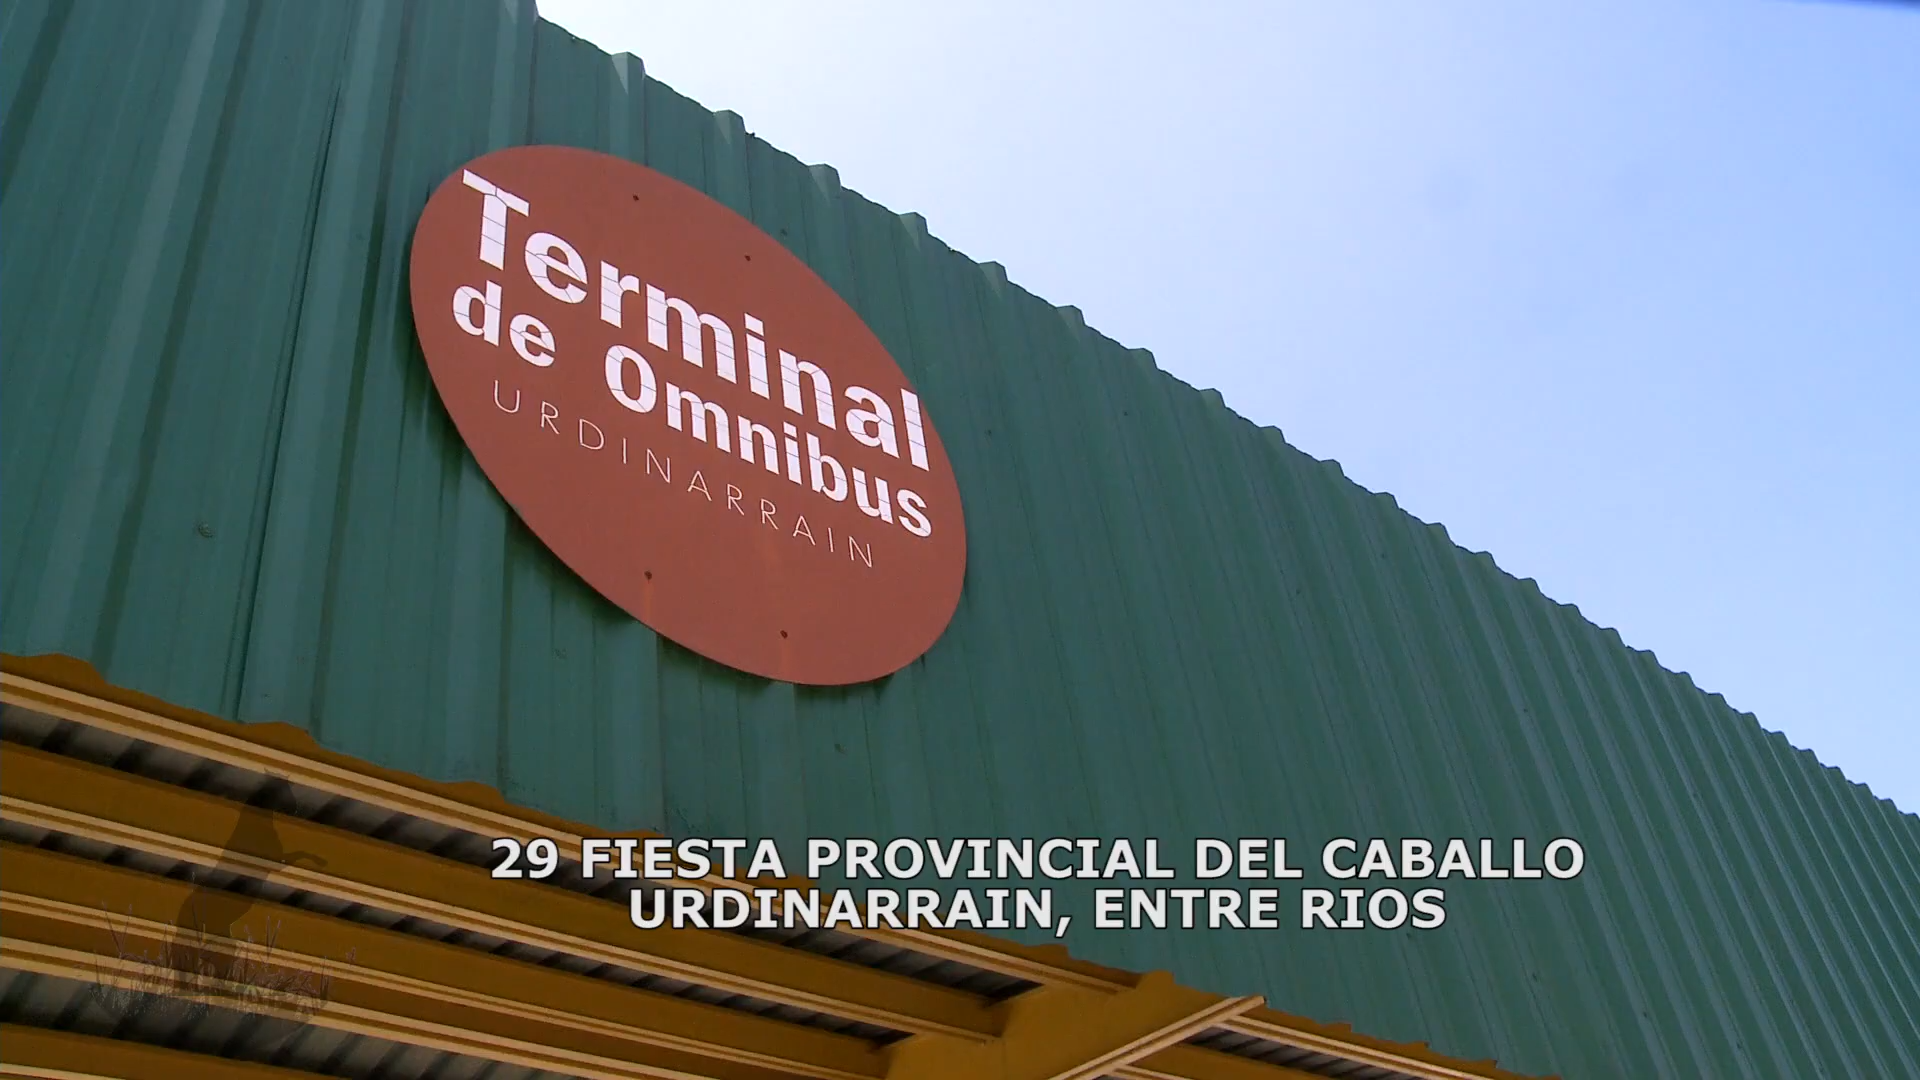 Terminal
de Omnibus
URDINARRAIN
29 FIESTA PROVINCIAL DEL CABALLO
URDINARRAIN, ENTRE RIOS